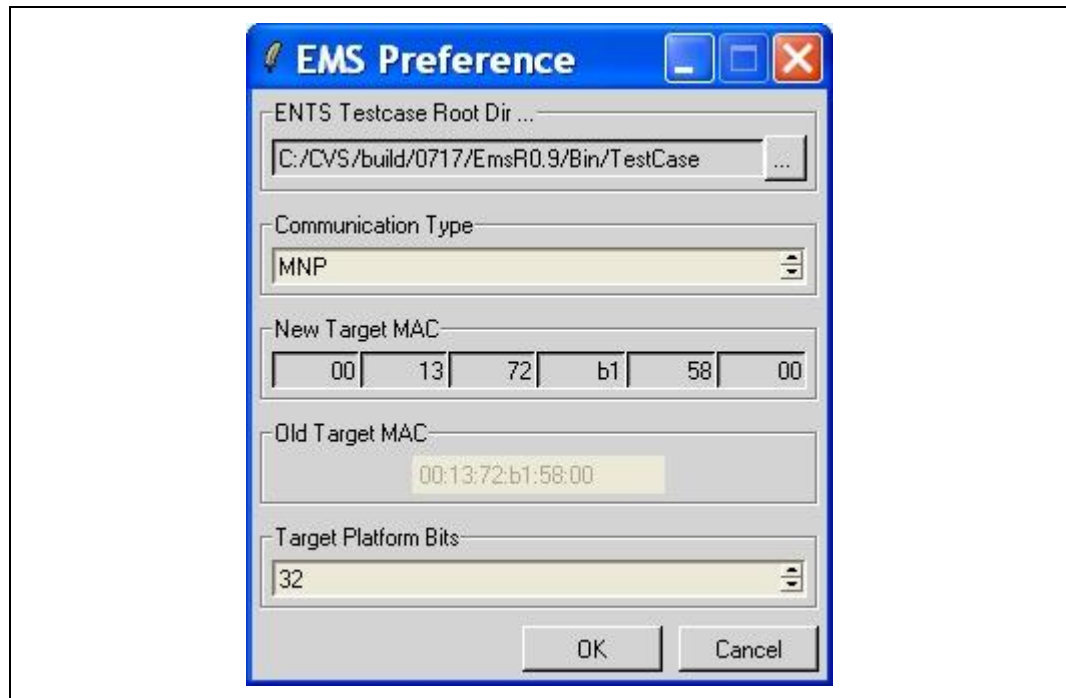 EMS Preference
ENTS Testcase Root Dir ...
C:/CVS/build/0717/EmsR0.9/Bin/TestCase ...
Communication Type
MNP
New Target MAC
00 13 72 b1 58 00
Old Target MAC
00:13:72:b1:58:00
Target Platform Bits
32
OK Cancel